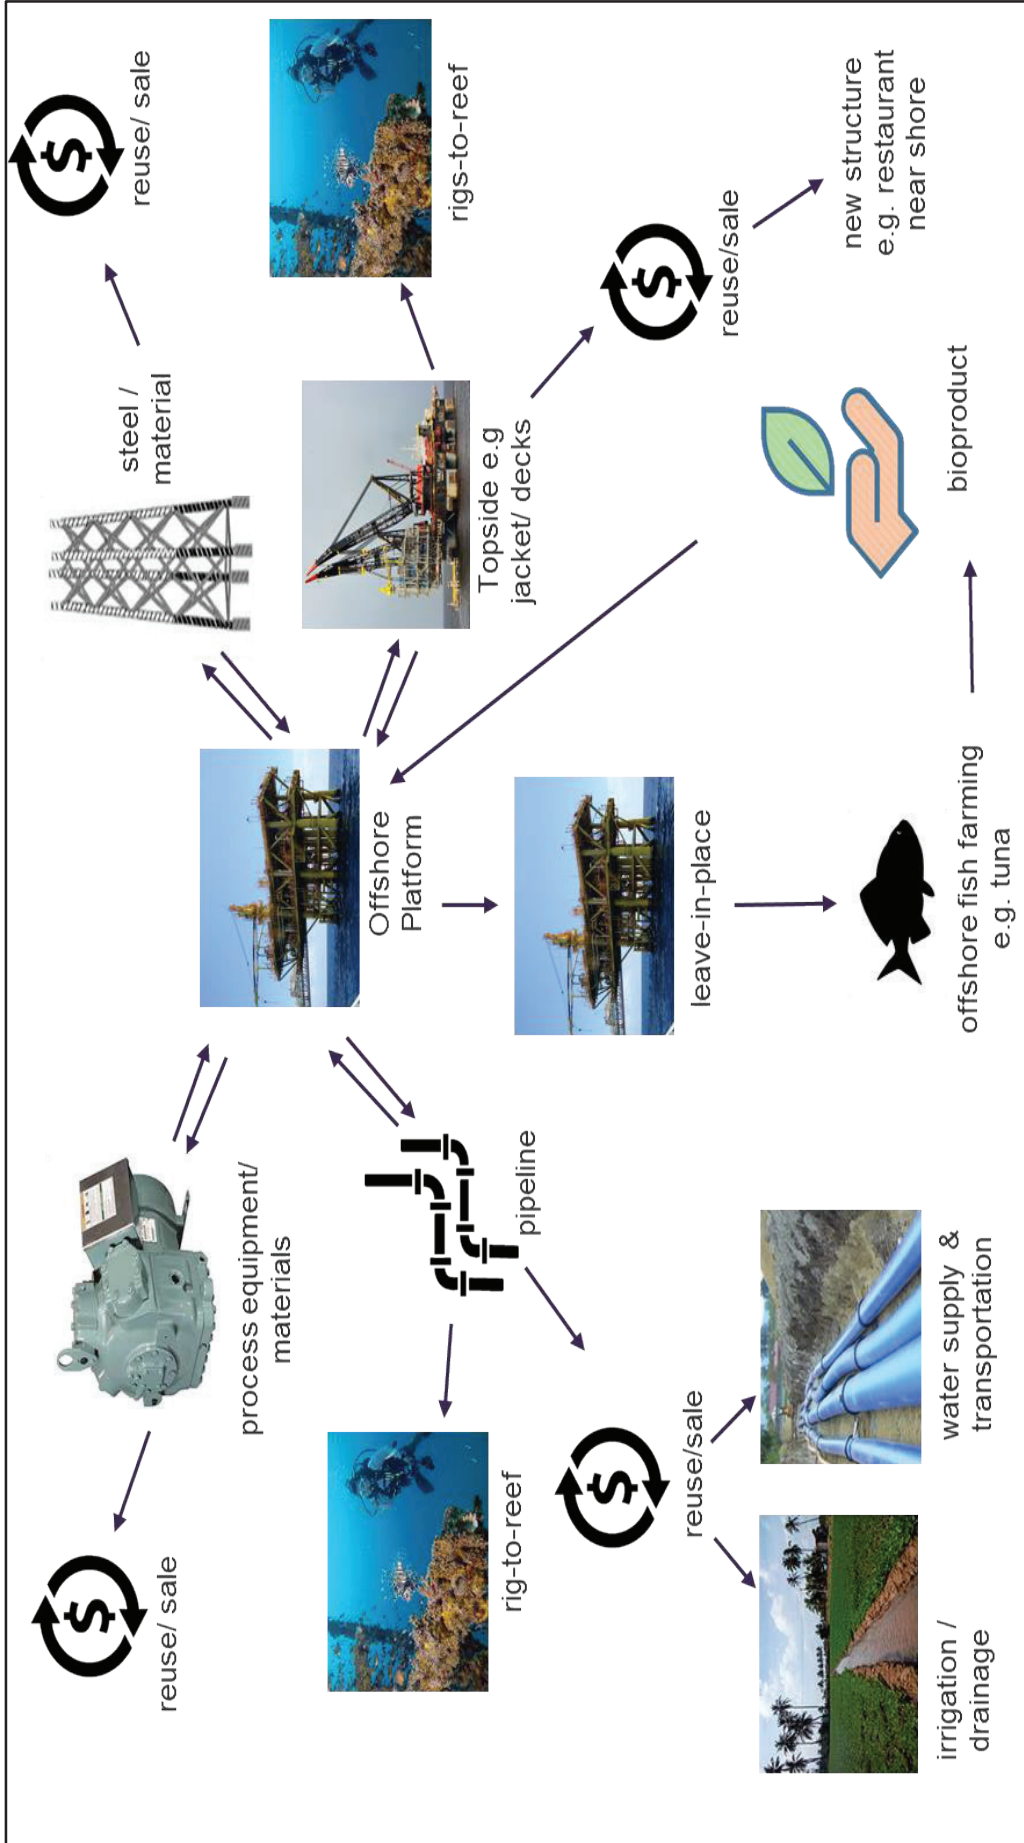 reuse/ sale
process equipment/
materials
steel /
material
reuse/ sale
rig-to-reef
pipeline
Offshore
Platform
Topside e.g
jacket/ decks
rigs-to-reef
reuse/sale
leave-in-place
reuse/sale
irrigation /
drainage
water supply &
transportation
offshore fish farming
e.g. tuna
bioproduct
new structure
e.g. restaurant
near shore